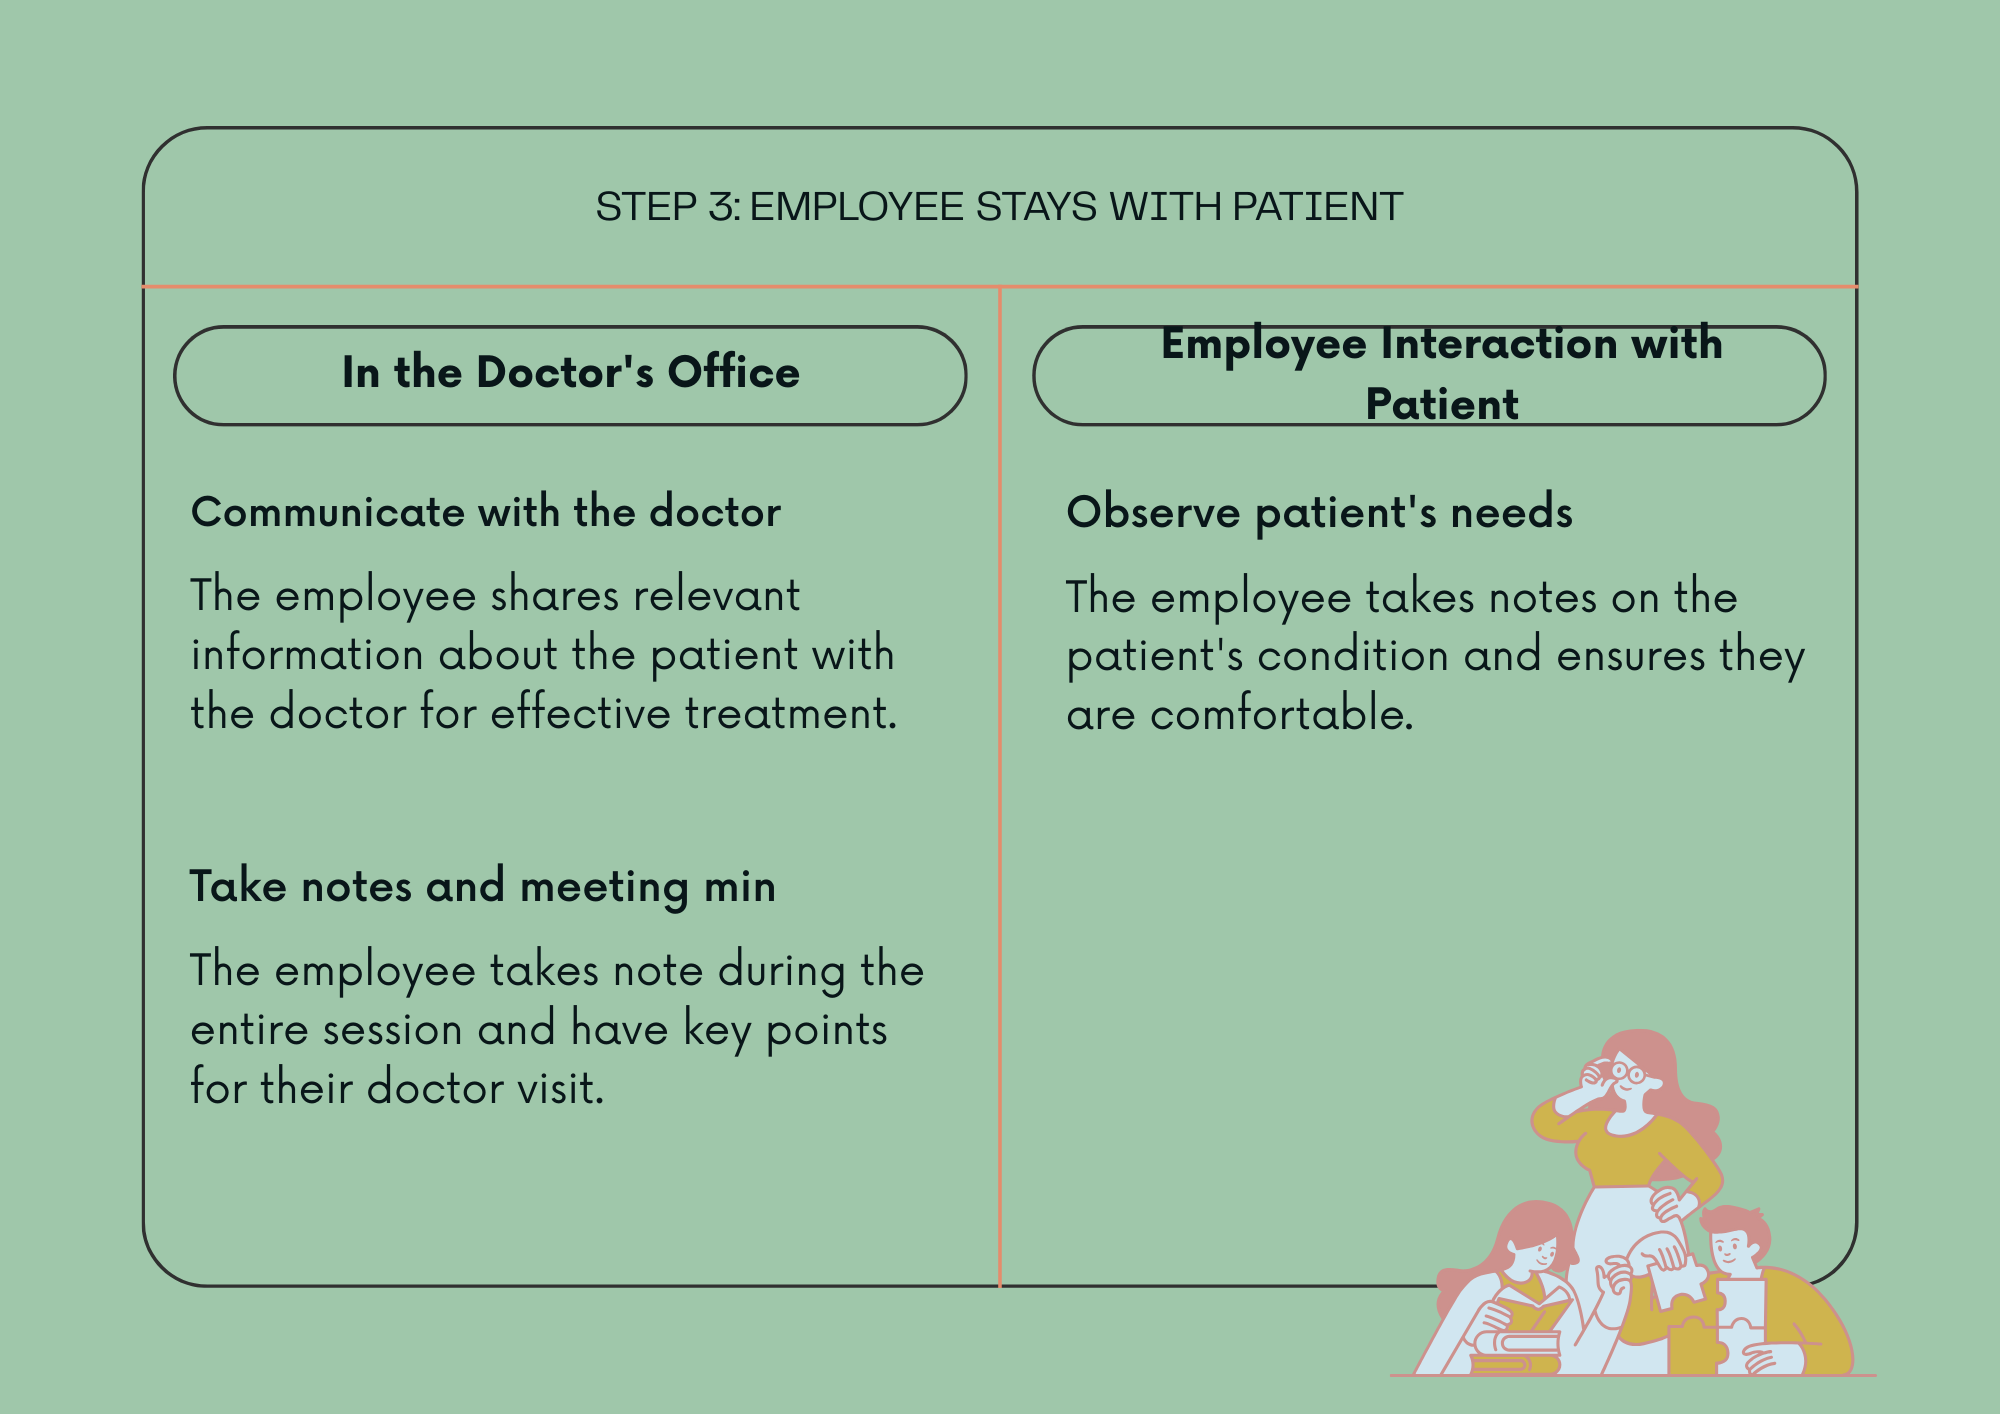 STEP 3: EMPLOYEE STAYS WITH PATIENT
In the Doctor's Office
Communicate with the doctor
The employee shares relevant
information about the patient with
the doctor for effective treatment.
Take notes and meeting min
The employee takes note during the
entire session and have key points
for their doctor visit.
Employee Interaction with
Patient
Observe patient's needs
The employee takes notes on the
patient's condition and ensures they
are comfortable.